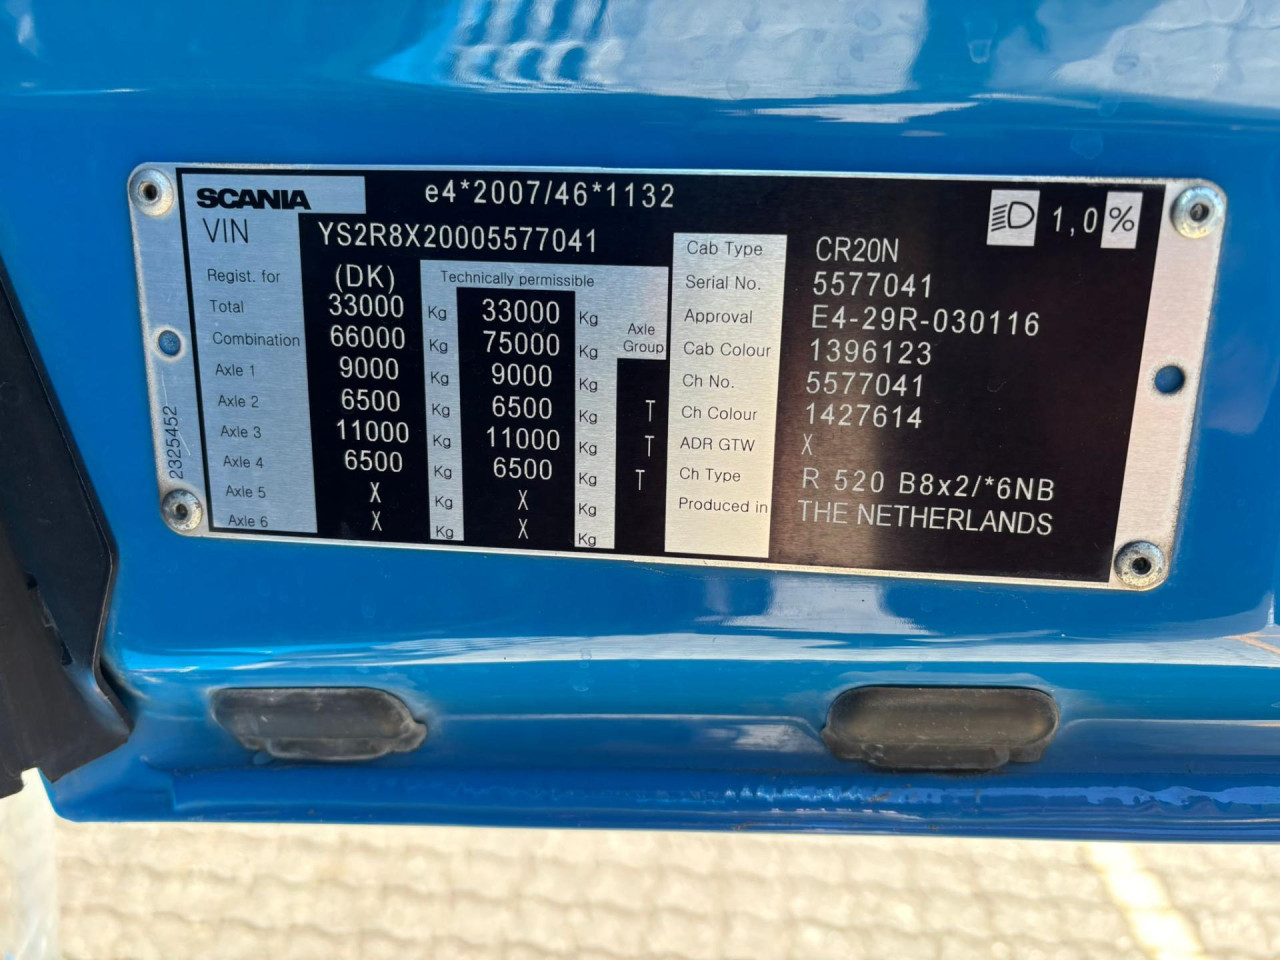 SCANIA e4*2007/46*1132 1,0%
VIN YS2R8X20005577041
Regist. for (DK) Technically permissible
Total 33000 Kg 33000 Kg Axle Group
Combination 66000 Kg 75000 Kg
Axle 1 9000 Kg 9000 Kg
Axle 2 6500 Kg 6500 Kg T
Axle 3 11000 Kg 11000 Kg T
Axle 4 6500 Kg 6500 Kg T
Axle 5 X Kg X Kg
Axle 6 X Kg X Kg
Cab Type CR20N
Serial No. 5577041
Approval E4-29R-030116
Cab Colour 1396123
Ch No. 5577041
Ch Colour 1427614
ADR GTW X
Ch Type R 520 B8x2/*6NB
Produced in THE NETHERLANDS
2325452